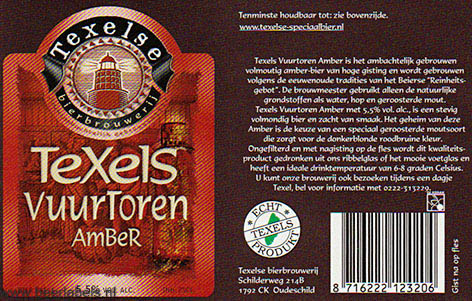 Texelse
bierbrouwerij
TeXelS
VuurToren
AmBeR
5,5% VOL. ALC.
Tenminste houdbaar tot: zie bovenzijde.
www.texelse-speciaalbier.nl
Texels Vuurtoren Amber is het ambachtelijk gebrouwen
volmoutig amber-bier van hoge gisting en wordt gebrouwen
volgens de eeuwenoude tradities van het Beierse "Reinheits-
gebot". De brouwmeester gebruikt alleen de natuurlijke
grondstoffen als water, hop en geroosterde mout.
Texels Vuurtoren Amber met 5,5% vol. alc., is een stevig
volmondig bier en zacht van smaak. Het geheim van deze
Amber is de keuze van een speciaal geroosterde moutsoort
die zorgt voor de donkerblonde roodbruine kleur.
Ongefilterd en met nagisting op de fles wordt dit kwaliteits-
product gedronken uit ons ribbelglas of het mooie voetglas en
heeft een ideale drinktemperatuur van 6-8 graden Celsius.
U kunt onze brouwerij ook bezoeken tijdens een dagje
Texel, bel voor informatie met 0222-313229.
ECHT
TEXELS
PRODUKT
Texelse bierbrouwerij
Schilderweg 214B
1792 CK Oudeschild
8 716222 123206
Gist na op fles